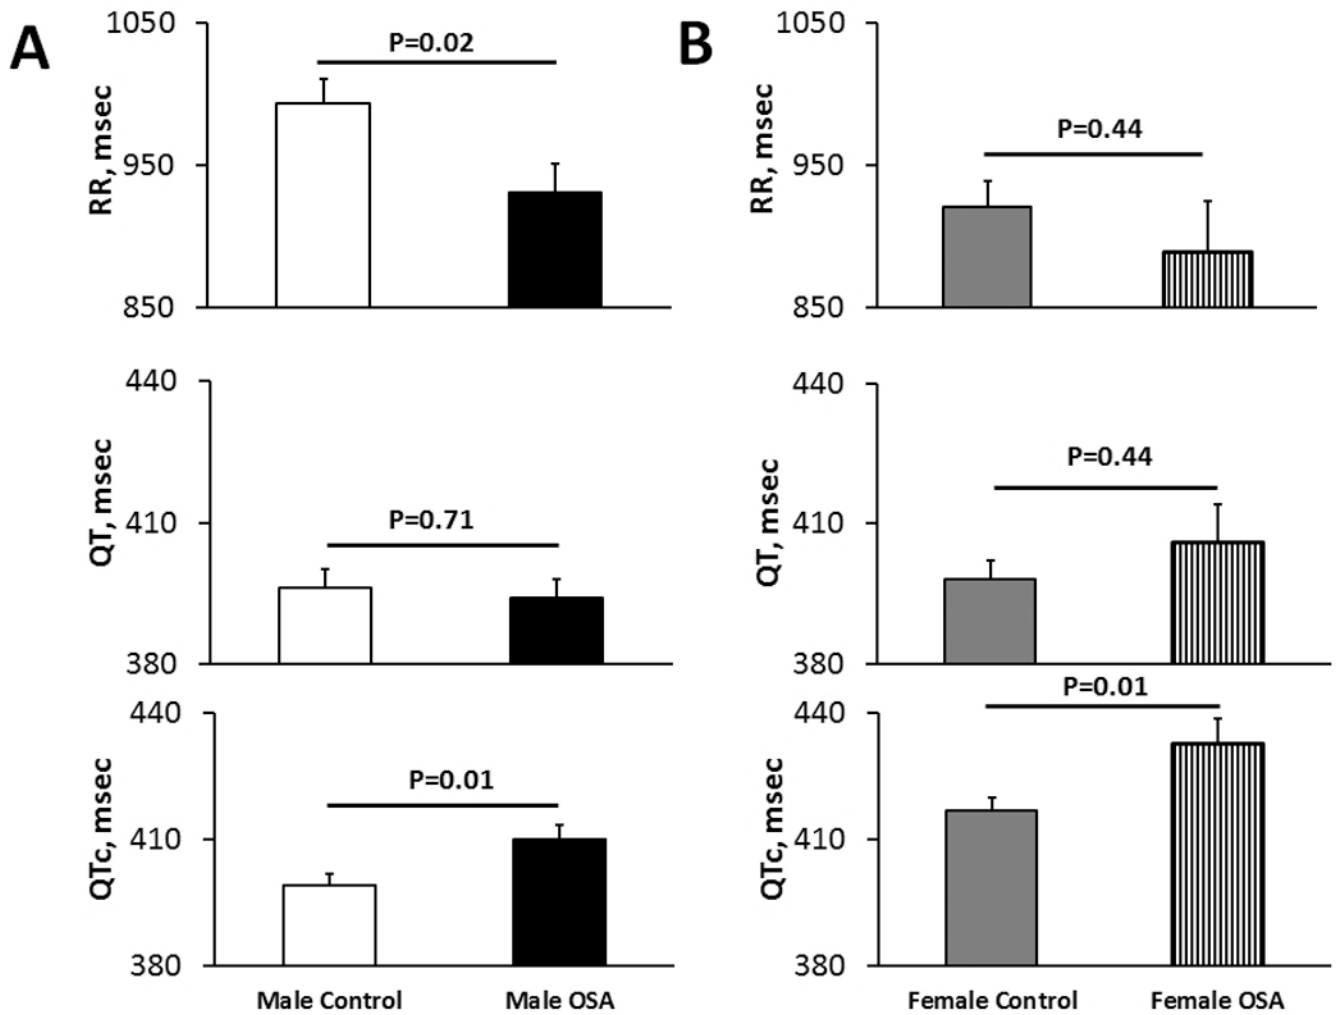 A
RR, msec
1050
950
850
P=0.02
QT, msec
440
410
380
P=0.71
QTc, msec
440
410
380
P=0.01
Male Control
Male OSA
B
RR, msec
1050
950
850
P=0.44
QT, msec
440
410
380
P=0.44
QTc, msec
440
410
380
P=0.01
Female Control
Female OSA